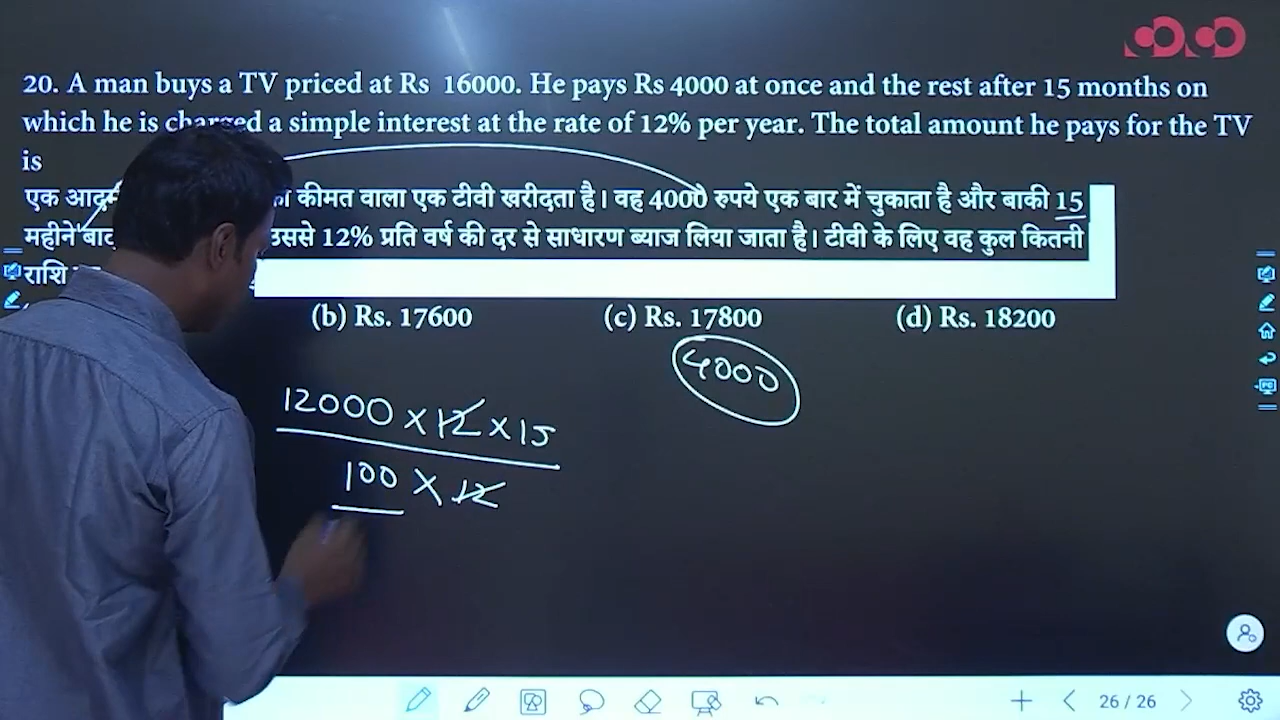 20. A man buys a TV priced at Rs 16000. He pays Rs 4000 at once and the rest after 15 months on
which he is charged a simple interest at the rate of 12% per year. The total amount he pays for the TV
is
एक कीमत वाला एक टीवी खरीदता है। वह 4000 रुपये एक बार में चुकाता है और बाकी 15
महीने बाद उससे 12% प्रति वर्ष की दर से साधारण ब्याज लिया जाता है। टीवी के लिए वह कुल कितनी
राशि
(b) Rs. 17600 (c) Rs. 17800 (d) Rs. 18200
4000
12000 × 12 × 15
100 × 12
26 / 26